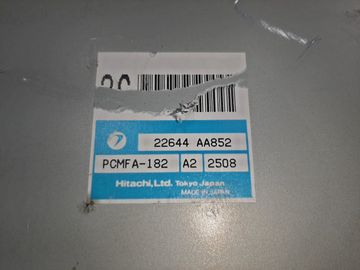 22644 AA852
PCMFA-182 A2 2508
Hitachi,Ltd. Tokyo Japan
MADE IN JAPAN